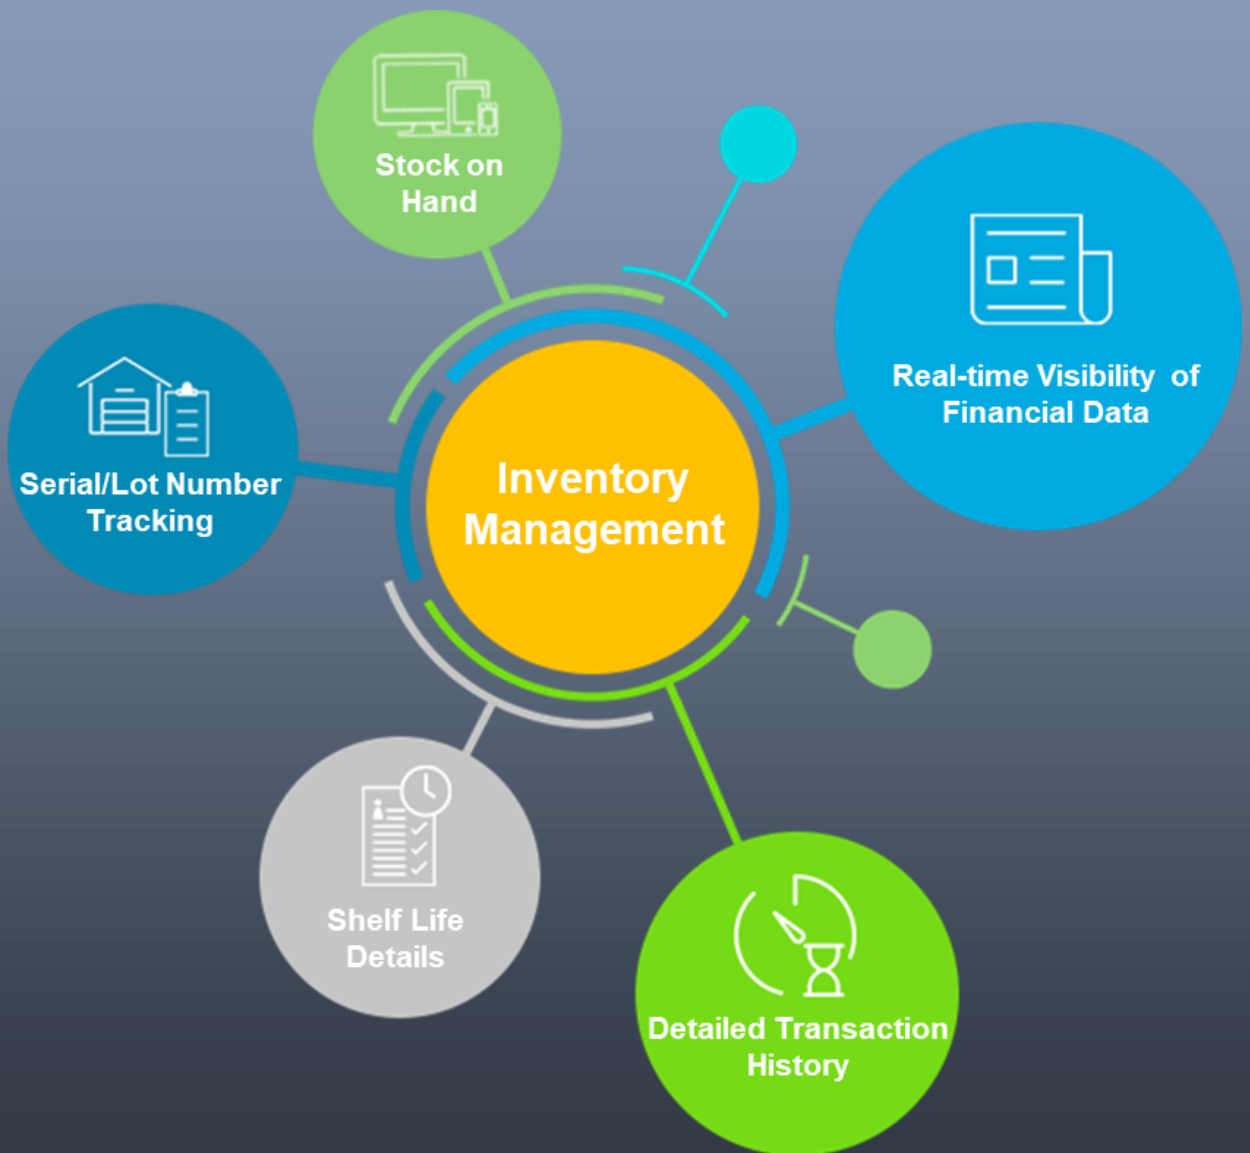 Stock on
Hand
Real-time Visibility of
Financial Data
Serial/Lot Number
Tracking
Inventory
Management
Shelf Life
Details
Detailed Transaction
History